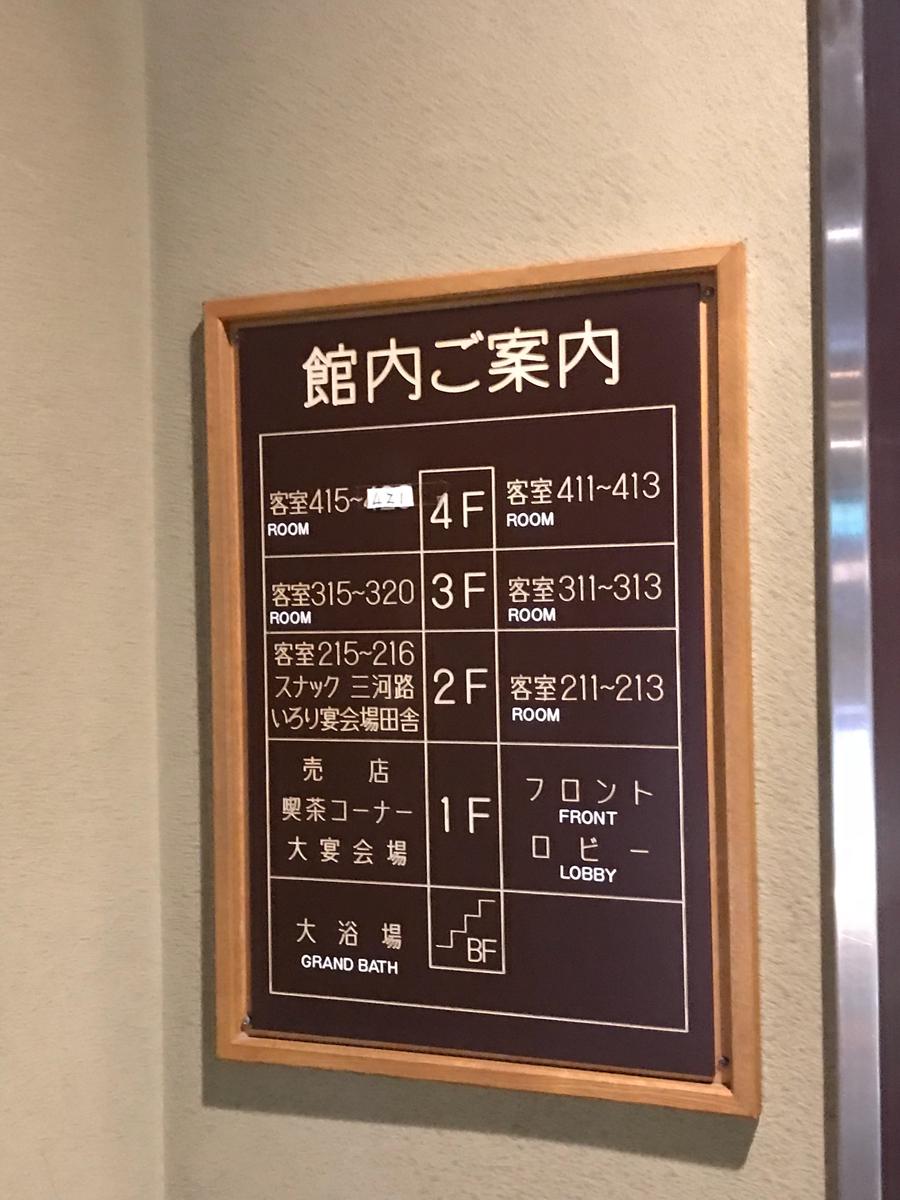 館内ご案内
客室415~421
ROOM
4F
客室411~413
ROOM
客室315~320
ROOM
3F
客室311~313
ROOM
客室215~216
スナック 三河路
いろり宴会場田舎
2F
客室211~213
ROOM
売店
喫茶コーナー
大宴会場
1F
フロント
FRONT
ロビー
LOBBY
大浴場
GRAND BATH
BF